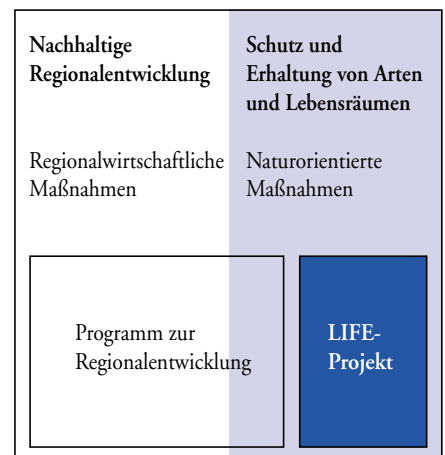 Nachhaltige
Regionalentwicklung
Schutz und
Erhaltung von Arten
und Lebensräumen
Regionalwirtschaftliche
Maßnahmen
Naturorientierte
Maßnahmen
Programm zur
Regionalentwicklung
LIFE-
Projekt